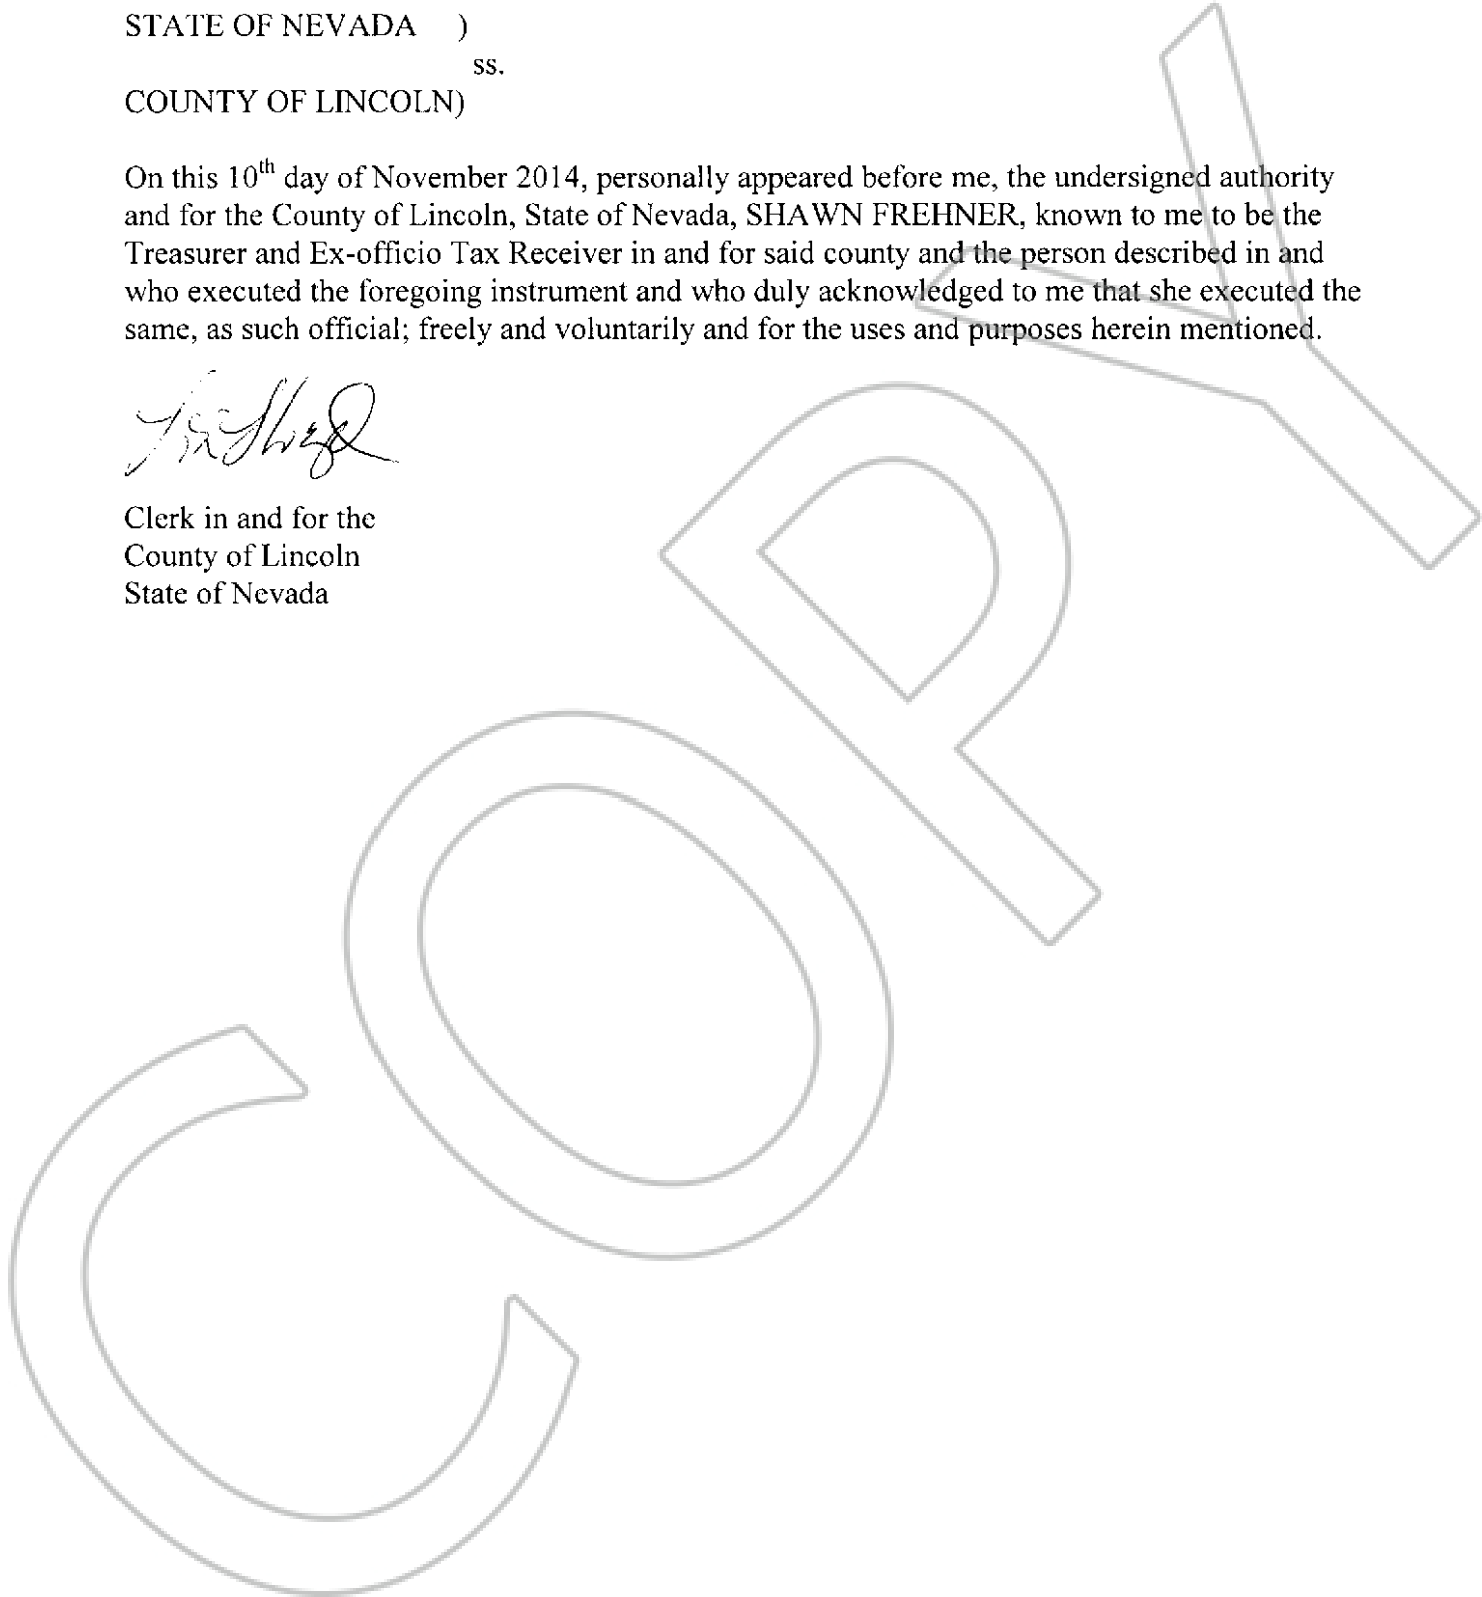 STATE OF NEVADA )
ss.
COUNTY OF LINCOLN)
On this 10th day of November 2014, personally appeared before me, the undersigned authority
and for the County of Lincoln, State of Nevada, SHAWN FREHNER, known to me to be the
Treasurer and Ex-officio Tax Receiver in and for said county and the person described in and
who executed the foregoing instrument and who duly acknowledged to me that she executed the
same, as such official; freely and voluntarily and for the uses and purposes herein mentioned.
Clerk in and for the
County of Lincoln
State of Nevada
COPY